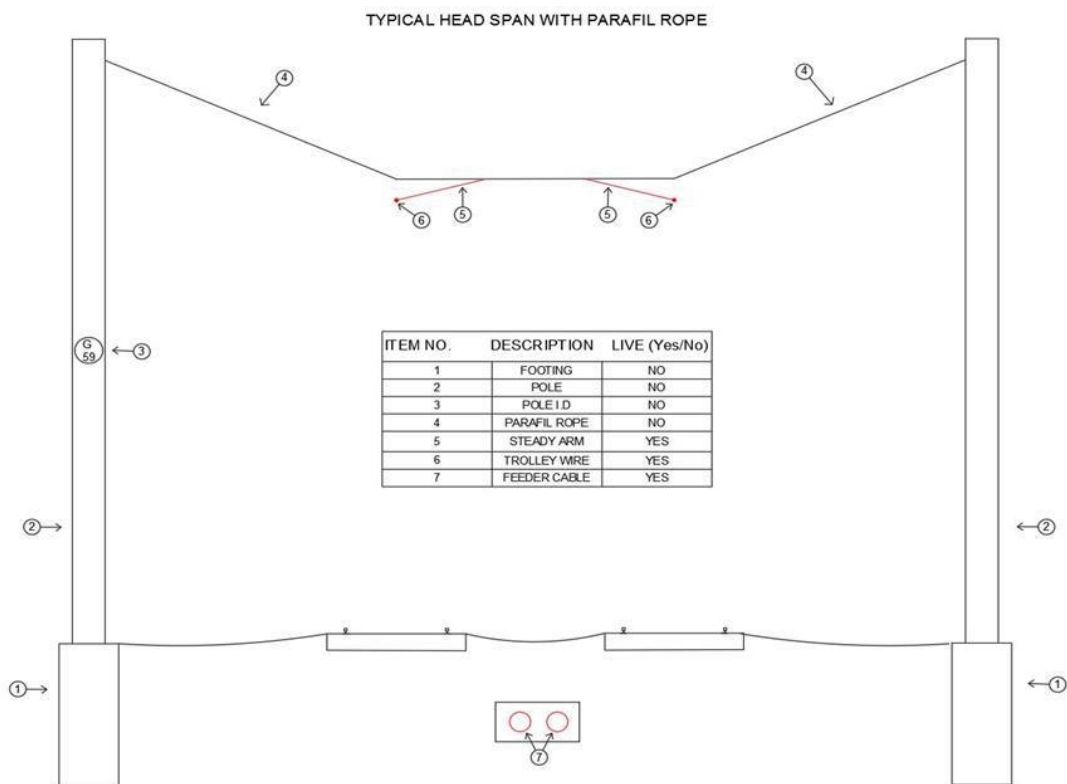 TYPICAL HEAD SPAN WITH PARAFIL ROPE
4
4
6
5
5
6
G
59
3
ITEM NO. DESCRIPTION LIVE (Yes/No)
1 FOOTING NO
2 POLE NO
3 POLE I.D NO
4 PARAFIL ROPE NO
5 STEADY ARM YES
6 TROLLEY WIRE YES
7 FEEDER CABLE YES
2
2
1
1
7